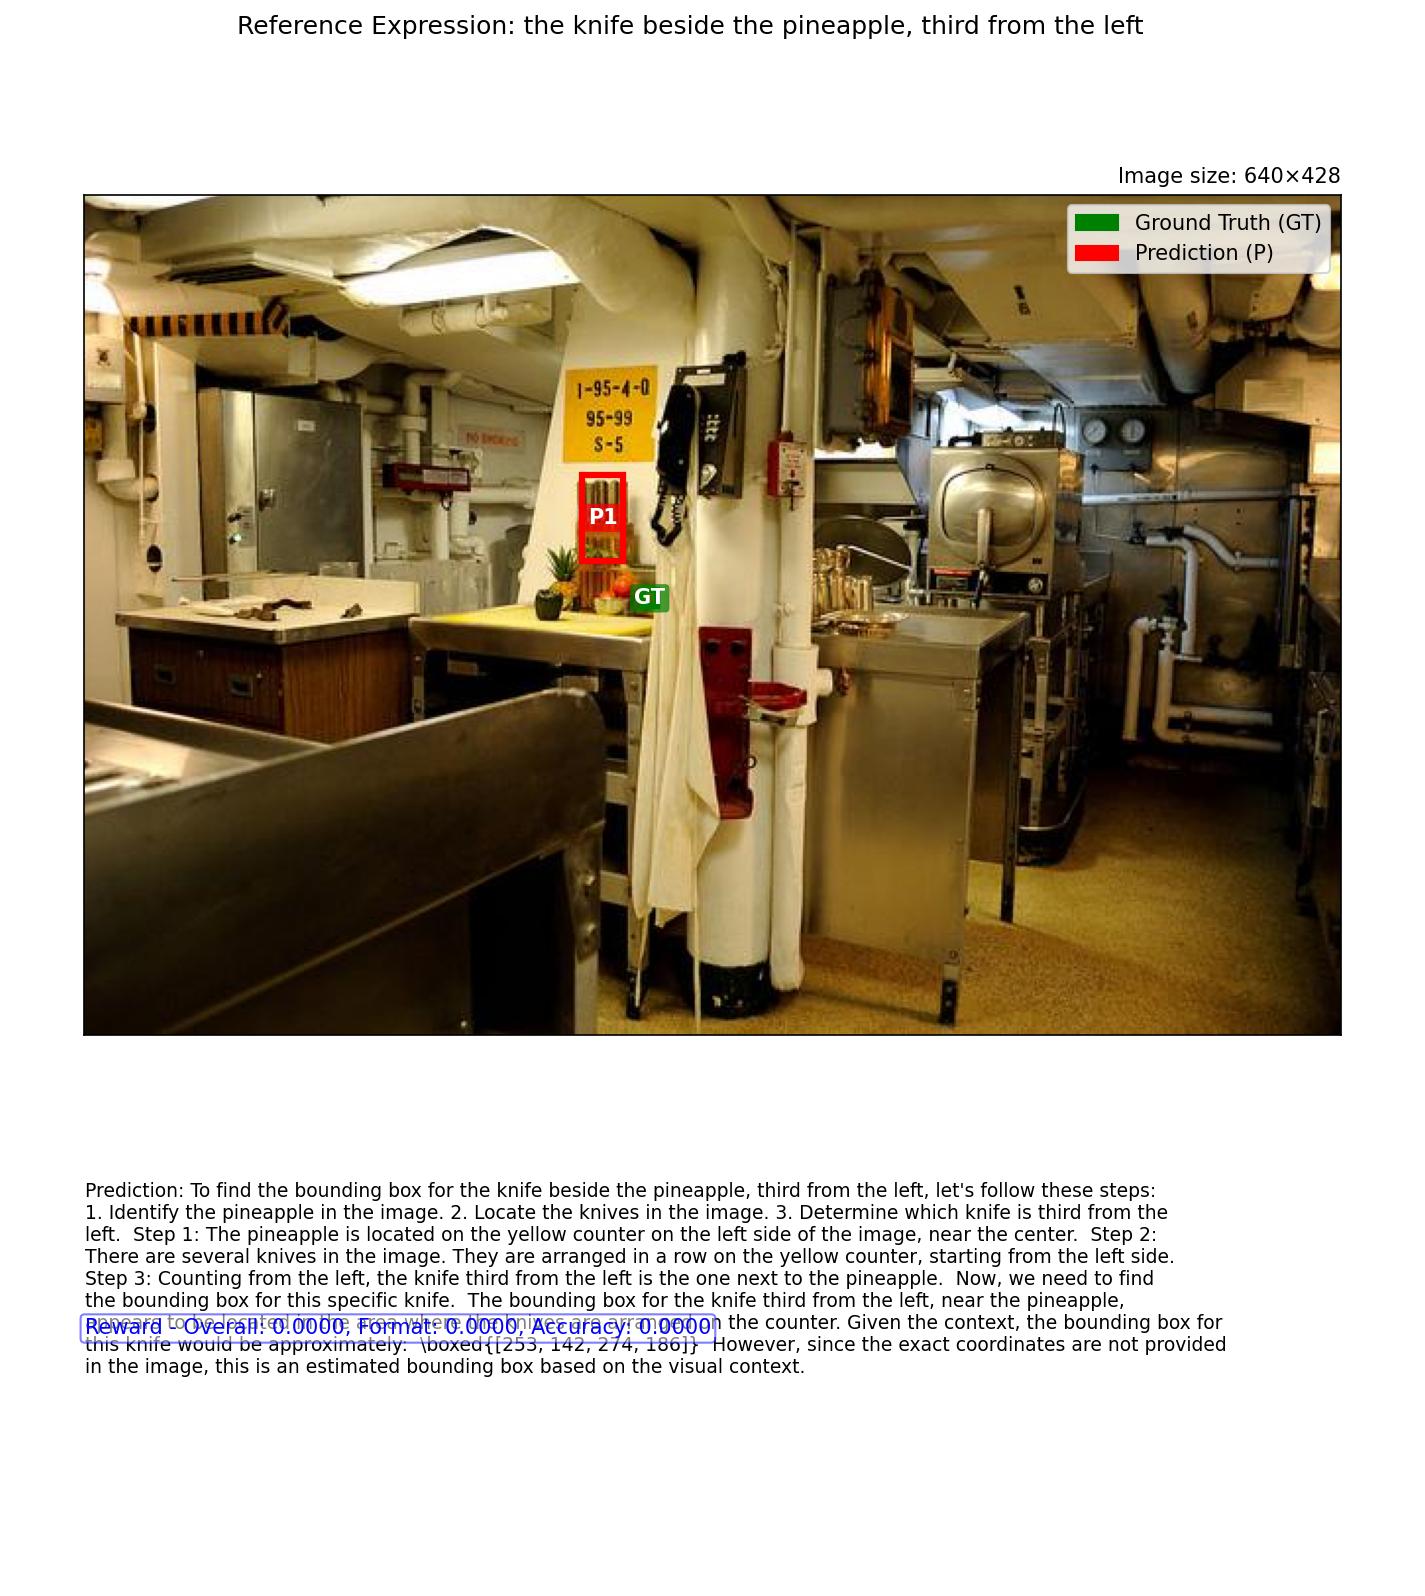 Reference Expression: the knife beside the pineapple, third from the left
Image size: 640×428
Ground Truth (GT)
Prediction (P)
1-95-4-0
95-99
S-5
NO SMOKING
P1
GT
Prediction: To find the bounding box for the knife beside the pineapple, third from the left, let's follow these steps:
1. Identify the pineapple in the image. 2. Locate the knives in the image. 3. Determine which knife is third from the
left.  Step 1: The pineapple is located on the yellow counter on the left side of the image, near the center.  Step 2:
There are several knives in the image. They are arranged in a row on the yellow counter, starting from the left side.
Step 3: Counting from the left, the knife third from the left is the one next to the pineapple.  Now, we need to find
the bounding box for this specific knife.  The bounding box for the knife third from the left, near the pineapple,
appears to be located in the area where the knives are arranged on the counter. Given the context, the bounding box for
Reward - Overall: 0.0000, Format: 0.0000, Accuracy: 0.0000
this knife would be approximately:  \boxed{[253, 142, 274, 186]}  However, since the exact coordinates are not provided
in the image, this is an estimated bounding box based on the visual context.